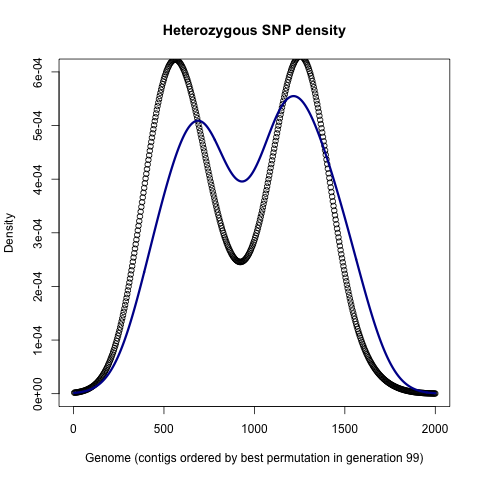 Heterozygous SNP density
6e-04
5e-04
4e-04
3e-04
2e-04
1e-04
0e+00
Density
0 500 1000 1500 2000
Genome (contigs ordered by best permutation in generation 99)